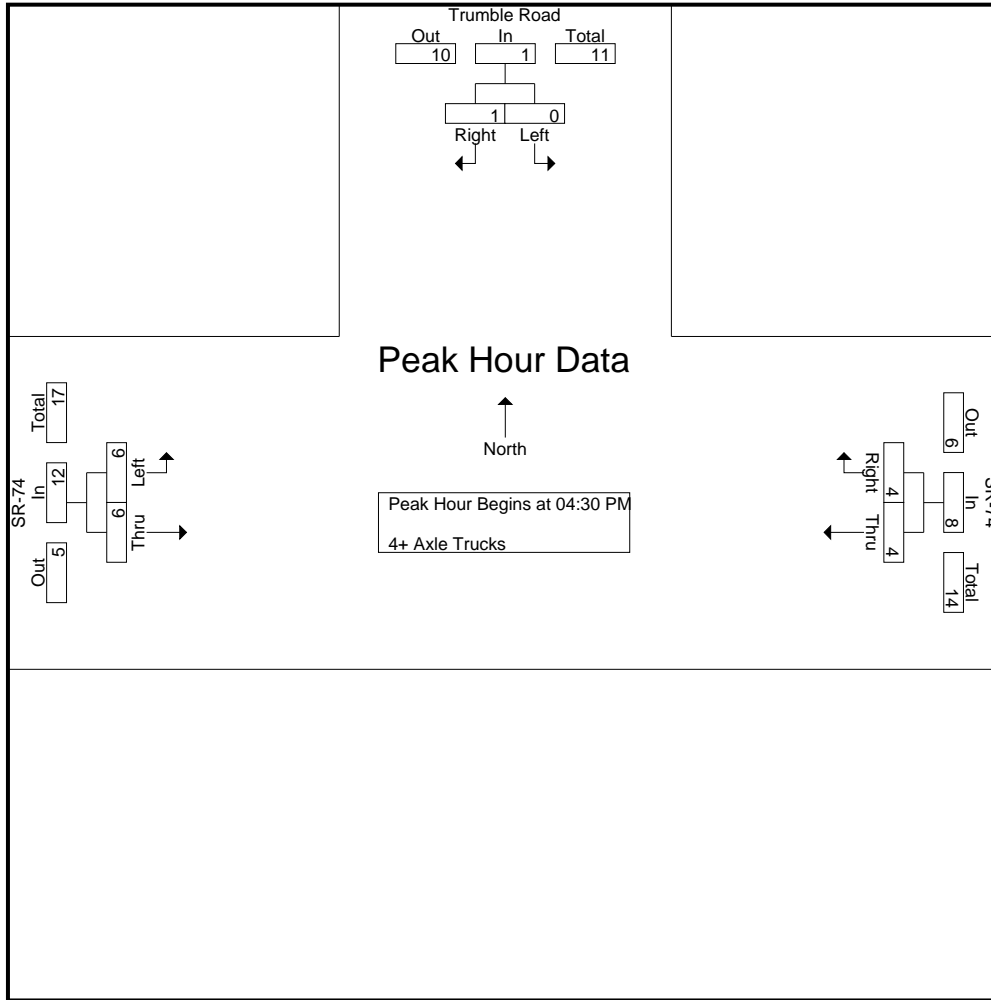 Trumble Road
Out In Total
10 1 11
1 0
Right Left
Peak Hour Data
North
Peak Hour Begins at 04:30 PM
4+ Axle Trucks
SR-74
Total In Out
17 12 5
6 6
Left Thru
SR-74
Out In Total
6 8 14
4 4
Right Thru